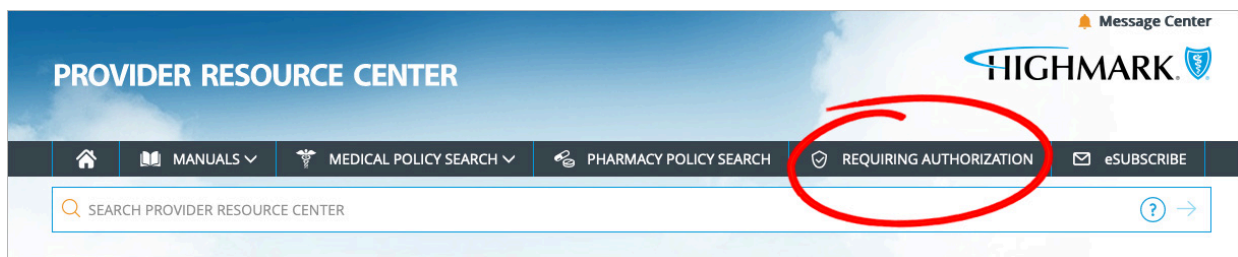 Message Center
PROVIDER RESOURCE CENTER
HIGHMARK.
MANUALS
MEDICAL POLICY SEARCH
PHARMACY POLICY SEARCH
REQUIRING AUTHORIZATION
eSUBSCRIBE
SEARCH PROVIDER RESOURCE CENTER
?